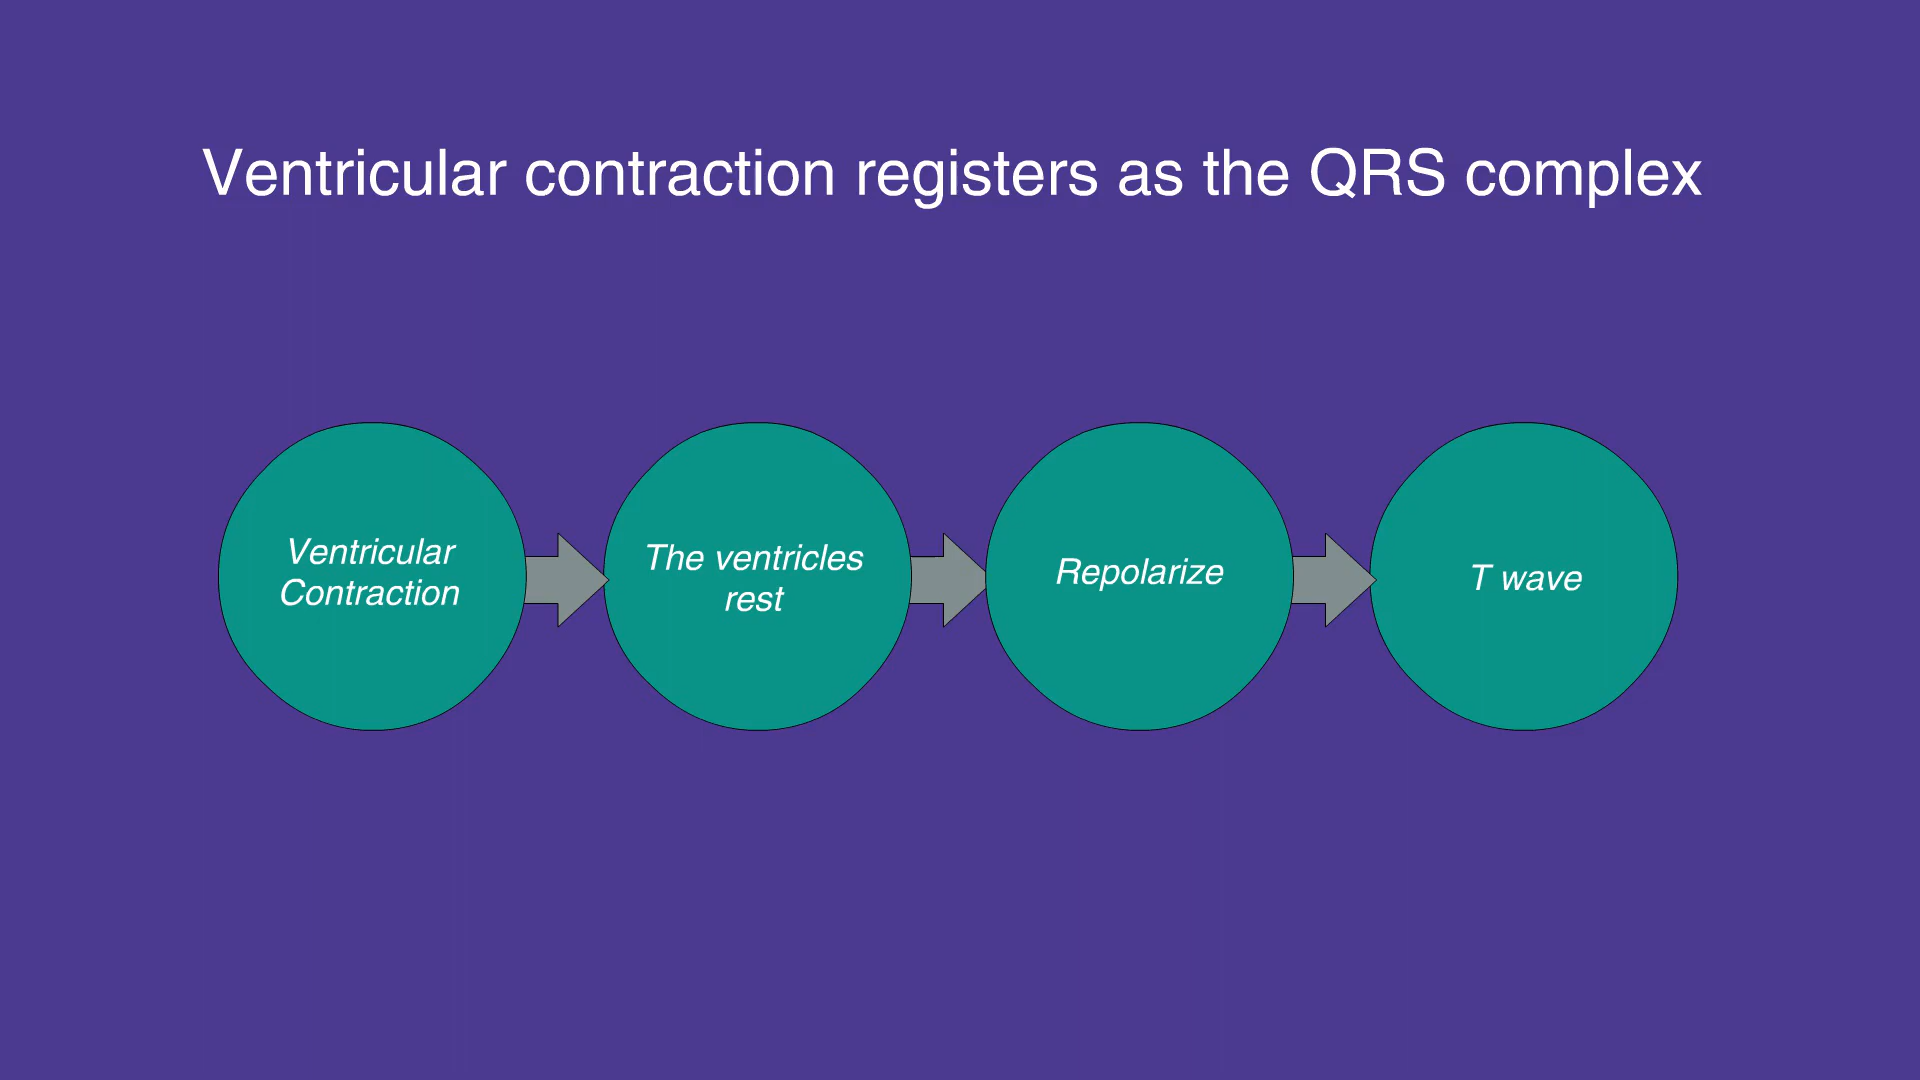 Ventricular contraction registers as the QRS complex
Ventricular
Contraction
The ventricles
rest
Repolarize
T wave